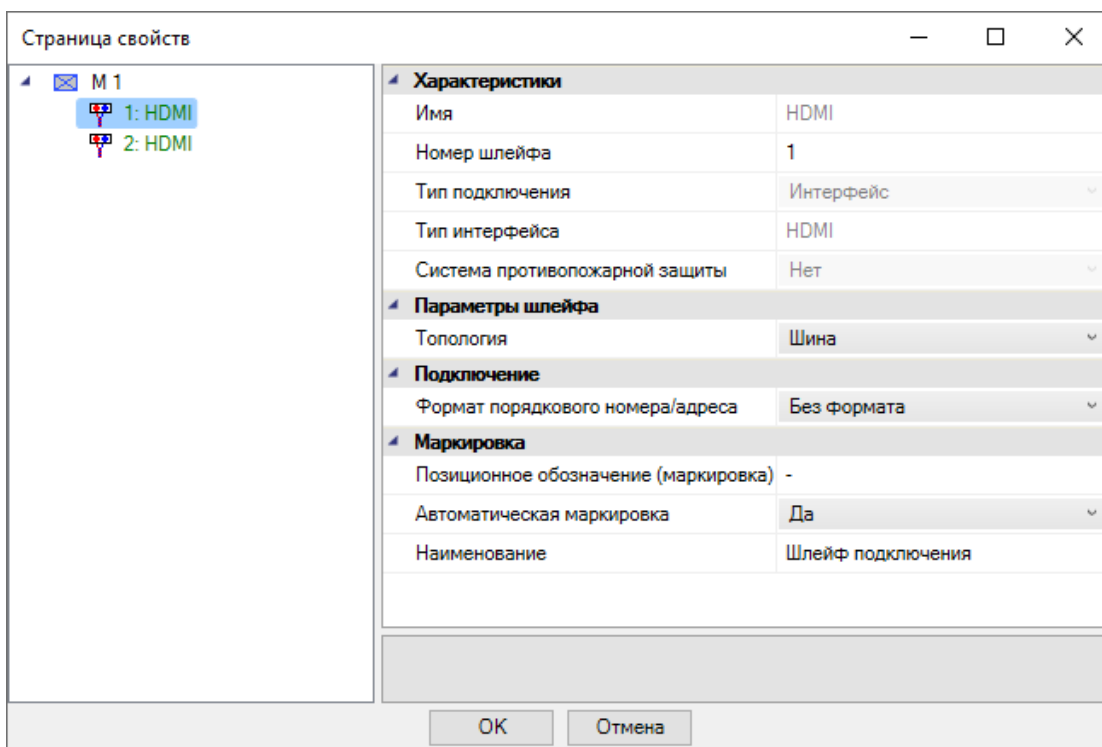 Страница свойств
М 1
1: HDMI
2: HDMI
Характеристики
Имя HDMI
Номер шлейфа 1
Тип подключения Интерфейс
Тип интерфейса HDMI
Система противопожарной защиты Нет
Параметры шлейфа
Топология Шина
Подключение
Формат порядкового номера/адреса Без формата
Маркировка
Позиционное обозначение (маркировка) -
Автоматическая маркировка Да
Наименование Шлейф подключения
OK Отмена